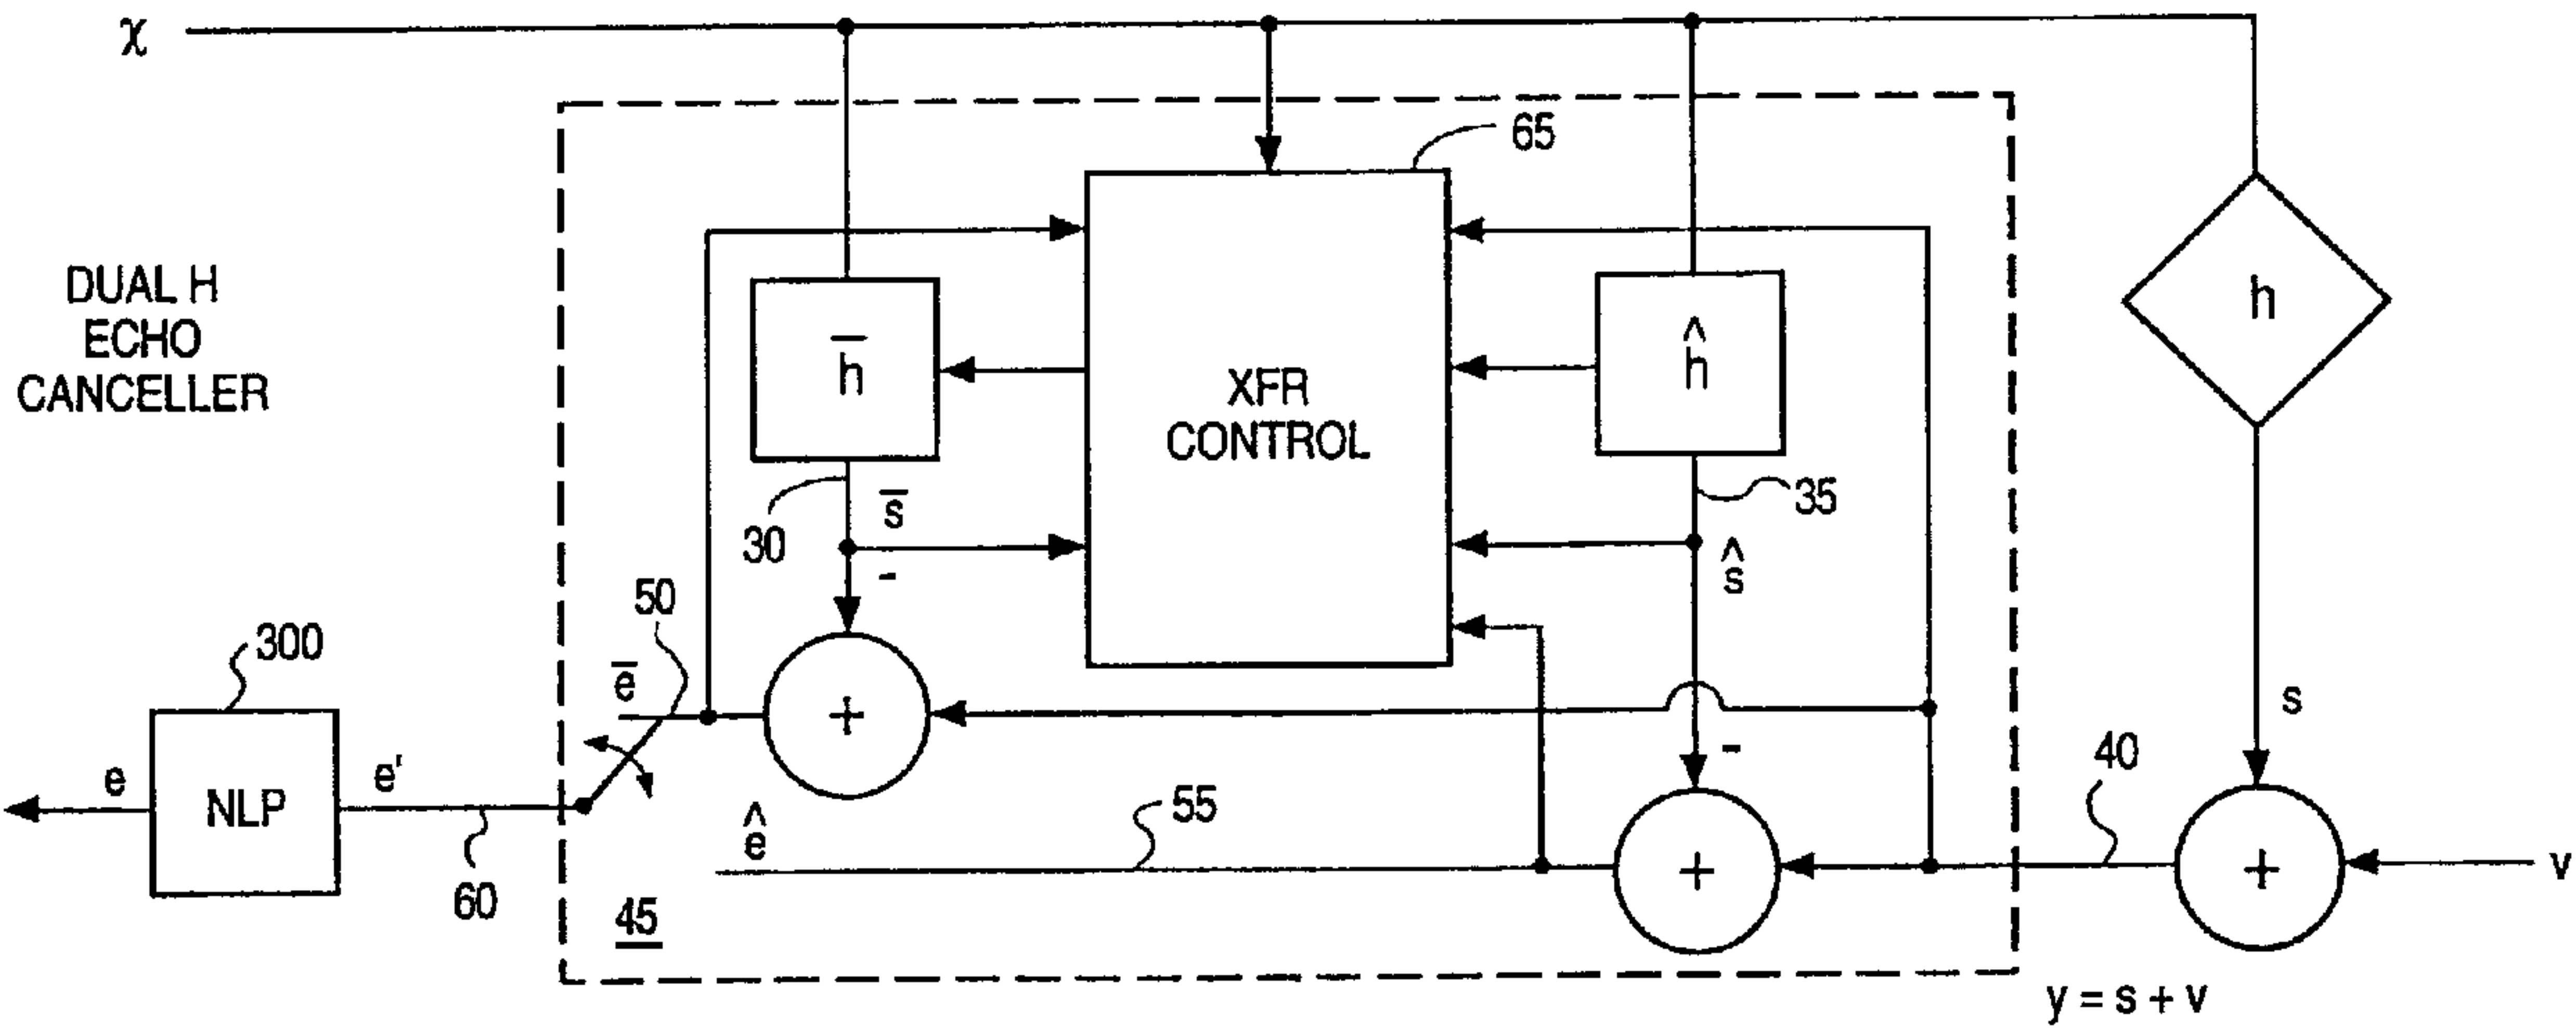 χ
65
DUAL H
ECHO
CANCELLER
h̅
XFR
CONTROL
ĥ
h
30
s̅
-
35
ŝ
50
300
e̅
+
s
-
40
e
NLP
e'
ê
55
+
+
v
60
45
y = s + v